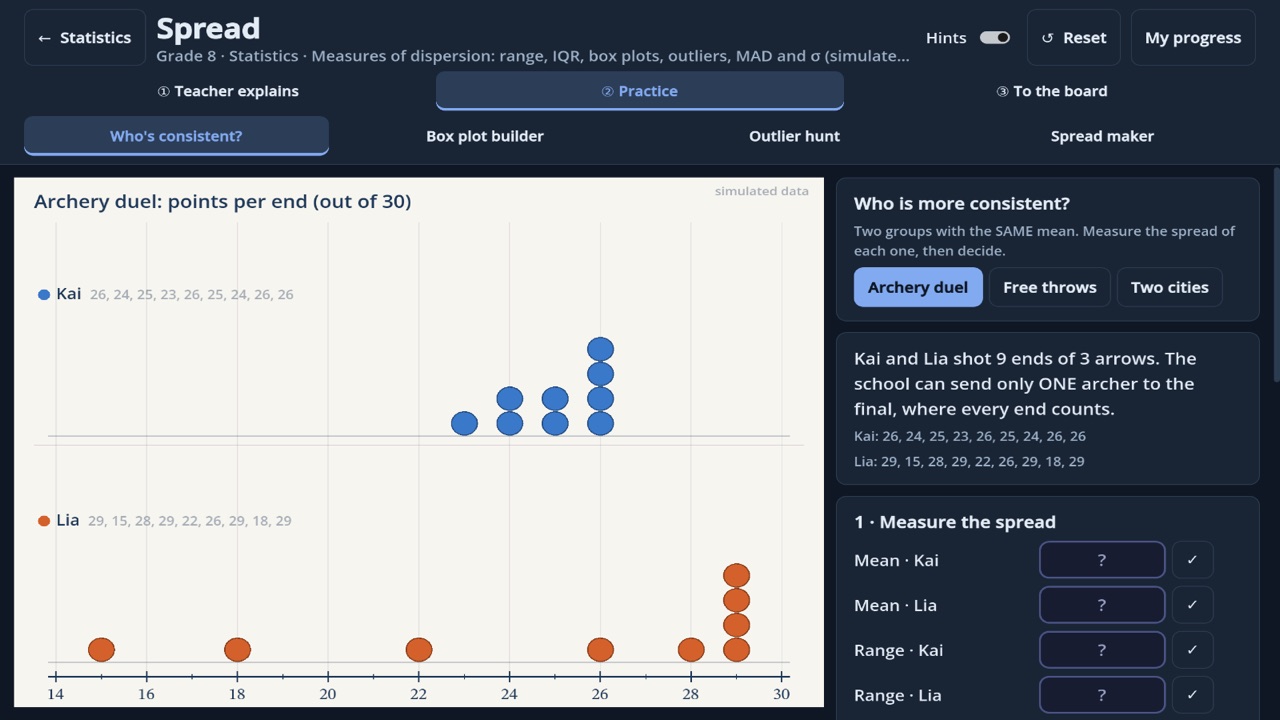 ← Statistics
Spread
Grade 8 · Statistics · Measures of dispersion: range, IQR, box plots, outliers, MAD and σ (simulate...
Hints
↺ Reset
My progress
① Teacher explains
② Practice
③ To the board
Who's consistent?
Box plot builder
Outlier hunt
Spread maker
Archery duel: points per end (out of 30)
simulated data
Kai 26, 24, 25, 23, 26, 25, 24, 26, 26
Lia 29, 15, 28, 29, 22, 26, 29, 18, 29
14 16 18 20 22 24 26 28 30
Who is more consistent?
Two groups with the SAME mean. Measure the spread of
each one, then decide.
Archery duel
Free throws
Two cities
Kai and Lia shot 9 ends of 3 arrows. The
school can send only ONE archer to the
final, where every end counts.
Kai: 26, 24, 25, 23, 26, 25, 24, 26, 26
Lia: 29, 15, 28, 29, 22, 26, 29, 18, 29
1 · Measure the spread
Mean · Kai ? ✓
Mean · Lia ? ✓
Range · Kai ? ✓
Range · Lia ? ✓